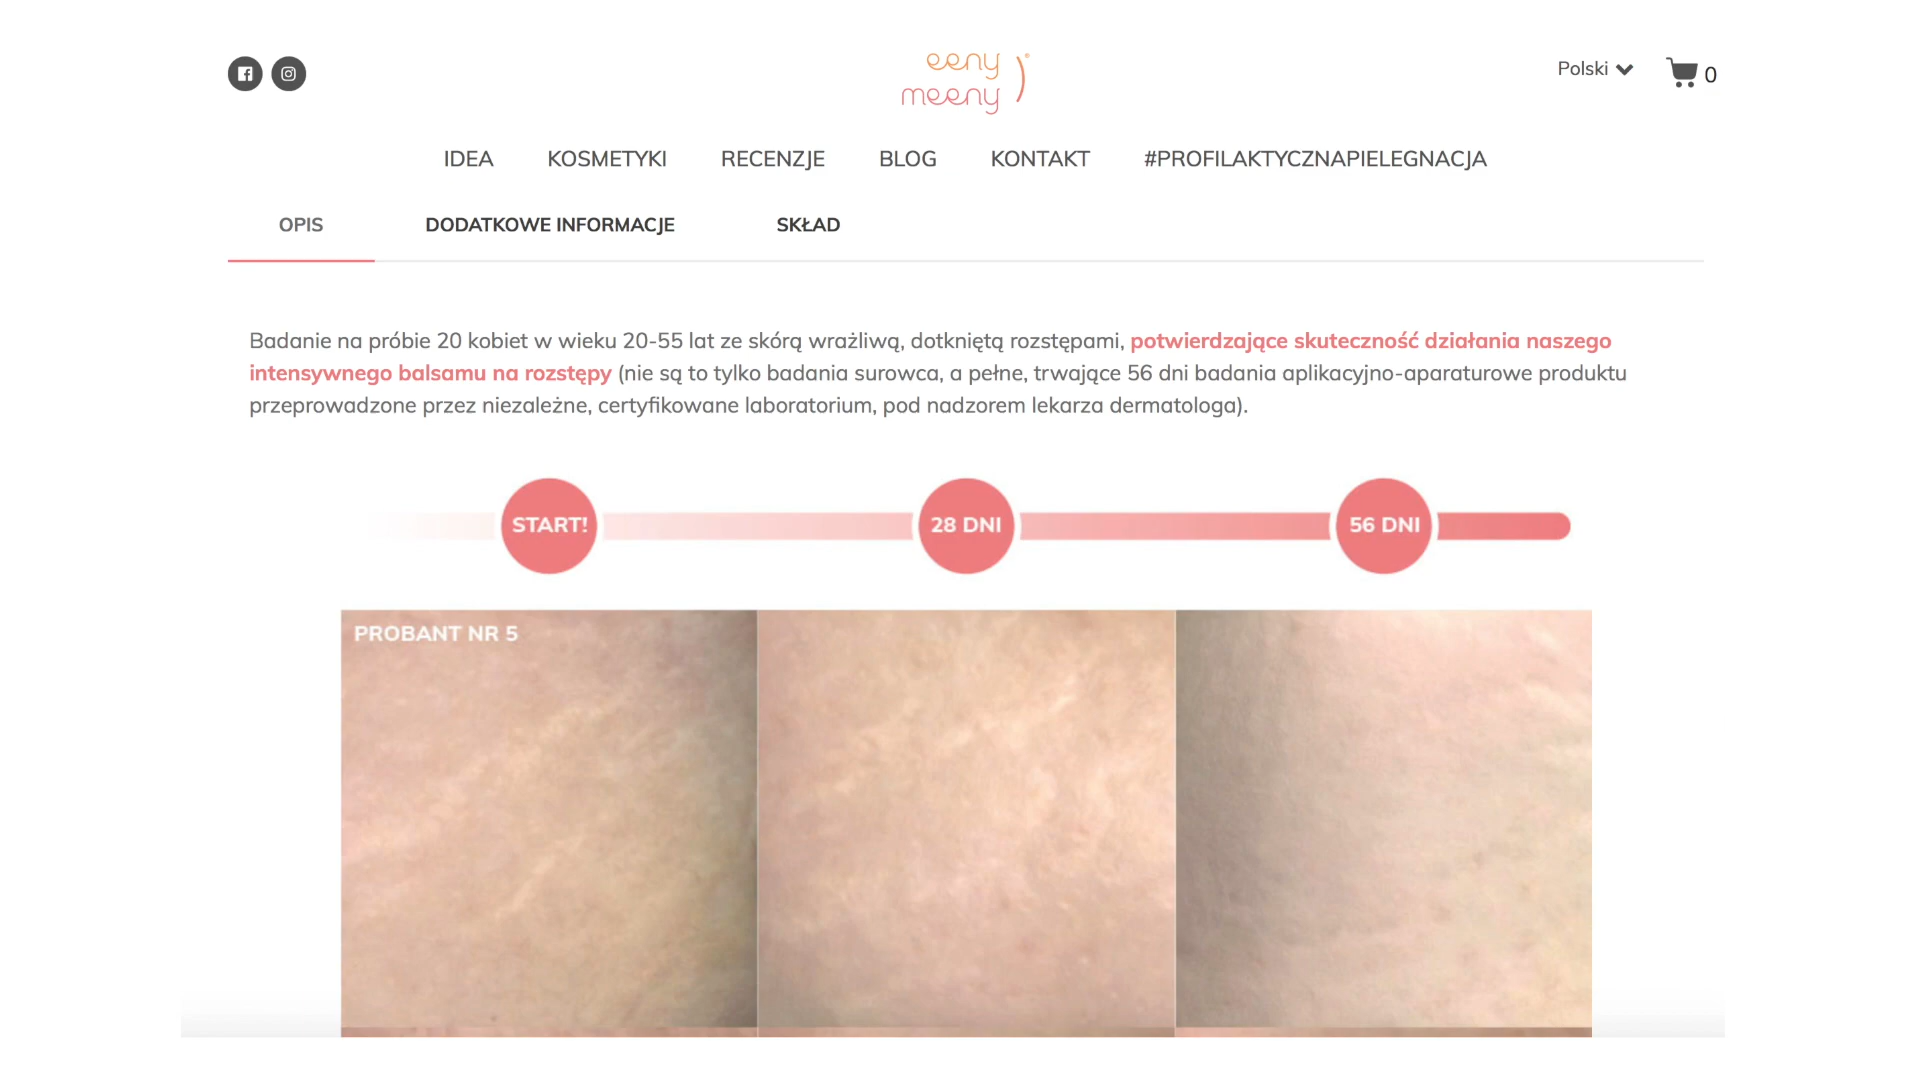 eeny
meeny
Polski
0
IDEA KOSMETYKI RECENZJE BLOG KONTAKT #PROFILAKTYCZNAPIELEGNACJA
OPIS DODATKOWE INFORMACJE SKŁAD
Badanie na próbie 20 kobiet w wieku 20-55 lat ze skórą wrażliwą, dotkniętą rozstępami, potwierdzające skuteczność działania naszego
intensywnego balsamu na rozstępy (nie są to tylko badania surowca, a pełne, trwające 56 dni badania aplikacyjno-aparaturowe produktu
przeprowadzone przez niezależne, certyfikowane laboratorium, pod nadzorem lekarza dermatologa).
START! 28 DNI 56 DNI
PROBANT NR 5